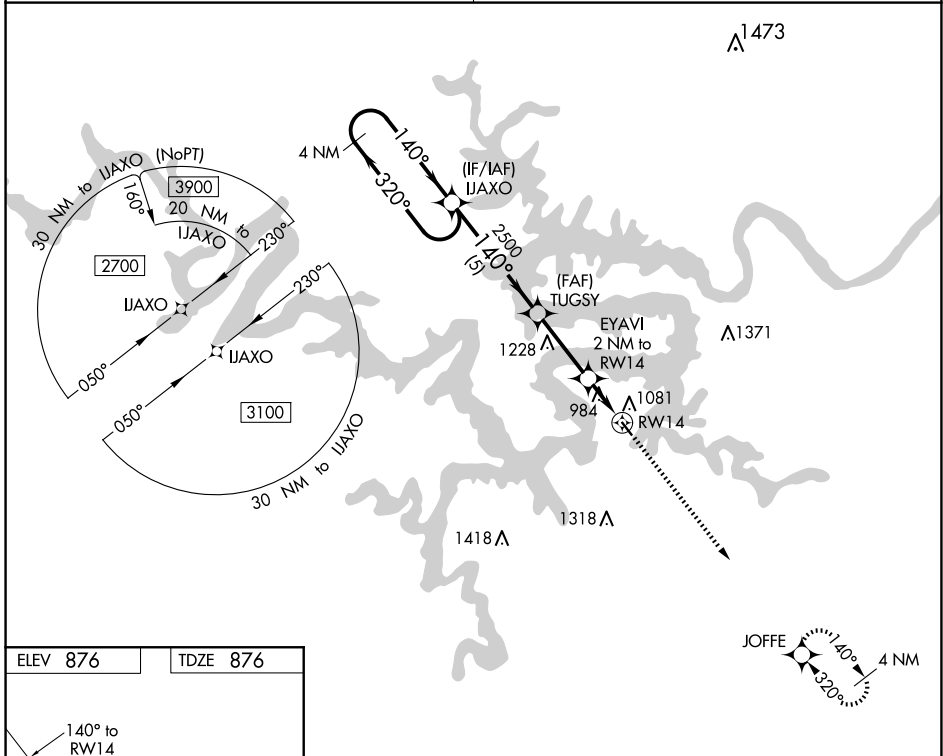 1473
4 NM
140°
320°
(IF/IAF)
IJAXO
2500
140°
(5)
(FAF)
TUGSY
1228
EYAVI
2 NM to
RW14
1371
984
1081
RW14
30 NM to IJAXO (NoPT)
160°
3900
20 NM to
IJAXO
230°
2700
IJAXO
050°
230°
IJAXO
050°
3100
30 NM to IJAXO
1318
1418
JOFFE
140°
320°
4 NM
ELEV 876
TDZE 876
140° to
RW14